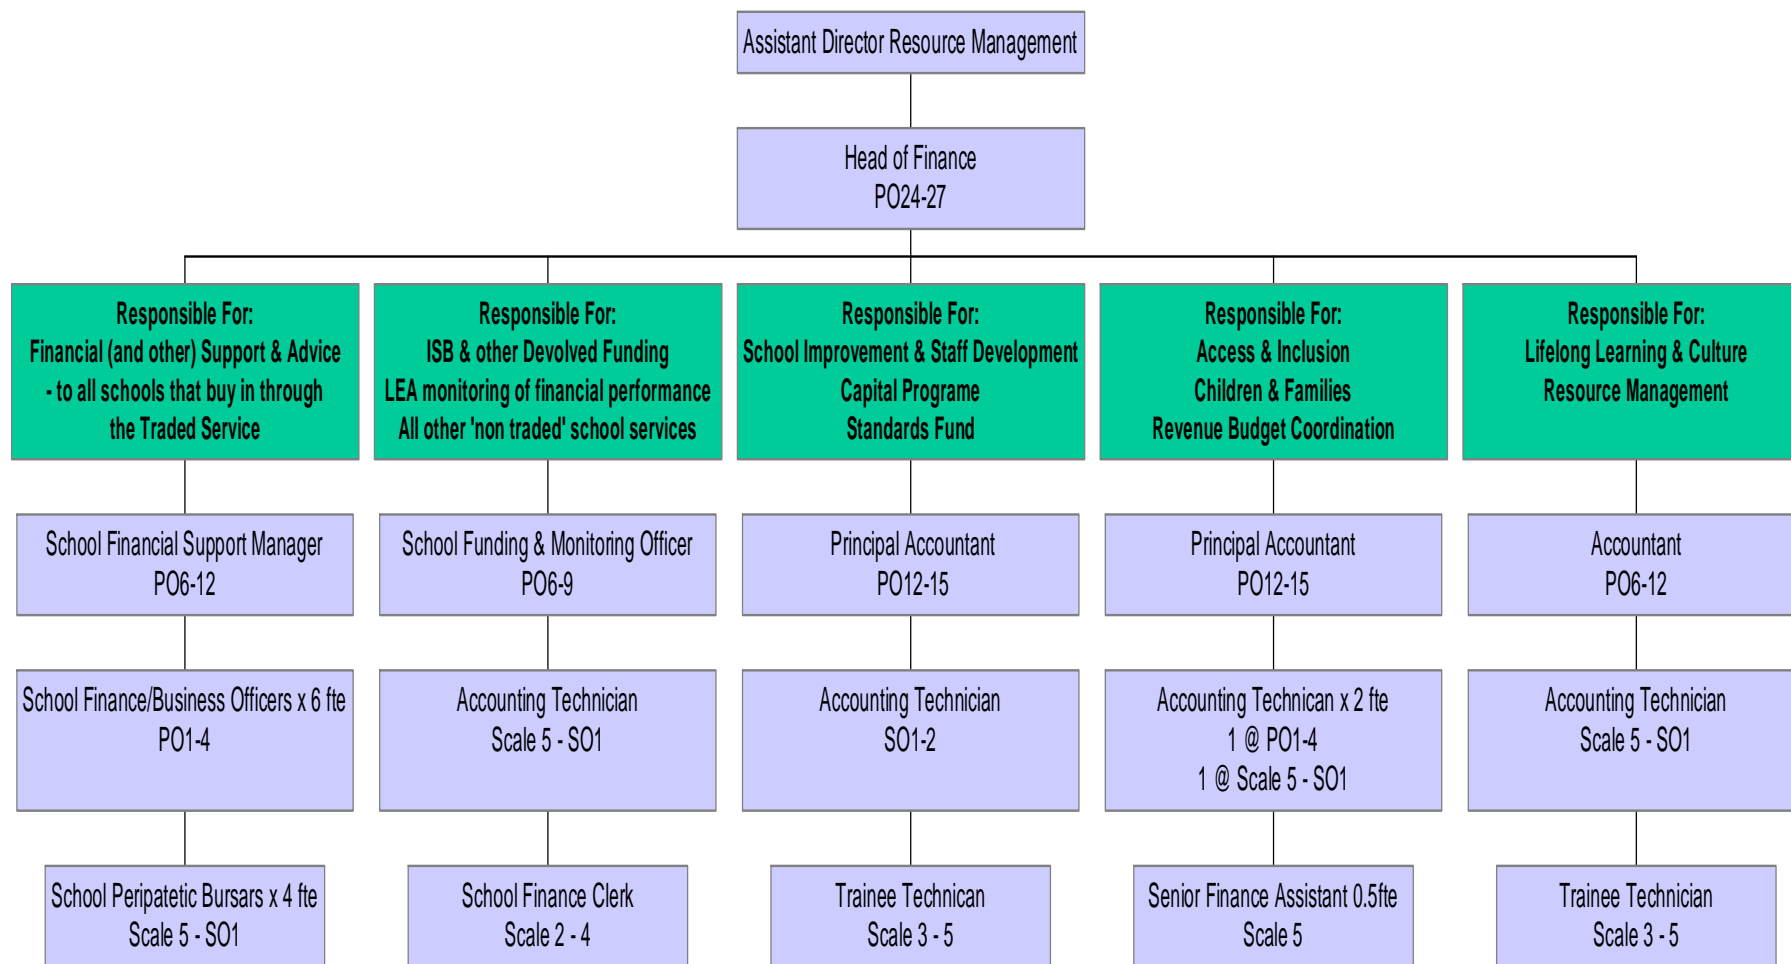 Assistant Director Resource Management
Head of Finance
PO24-27
Responsible For:
Financial (and other) Support & Advice
- to all schools that buy in through
the Traded Service
Responsible For:
ISB & other Devolved Funding
LEA monitoring of financial performance
All other 'non traded' school services
Responsible For:
School Improvement & Staff Development
Capital Programe
Standards Fund
Responsible For:
Access & Inclusion
Children & Families
Revenue Budget Coordination
Responsible For:
Lifelong Learning & Culture
Resource Management
School Financial Support Manager
PO6-12
School Funding & Monitoring Officer
PO6-9
Principal Accountant
PO12-15
Principal Accountant
PO12-15
Accountant
PO6-12
School Finance/Business Officers x 6 fte
PO1-4
Accounting Technician
Scale 5 - SO1
Accounting Technician
SO1-2
Accounting Technican x 2 fte
1 @ PO1-4
1 @ Scale 5 - SO1
Accounting Technician
Scale 5 - SO1
School Peripatetic Bursars x 4 fte
Scale 5 - SO1
School Finance Clerk
Scale 2 - 4
Trainee Technican
Scale 3 - 5
Senior Finance Assistant 0.5fte
Scale 5
Trainee Technician
Scale 3 - 5